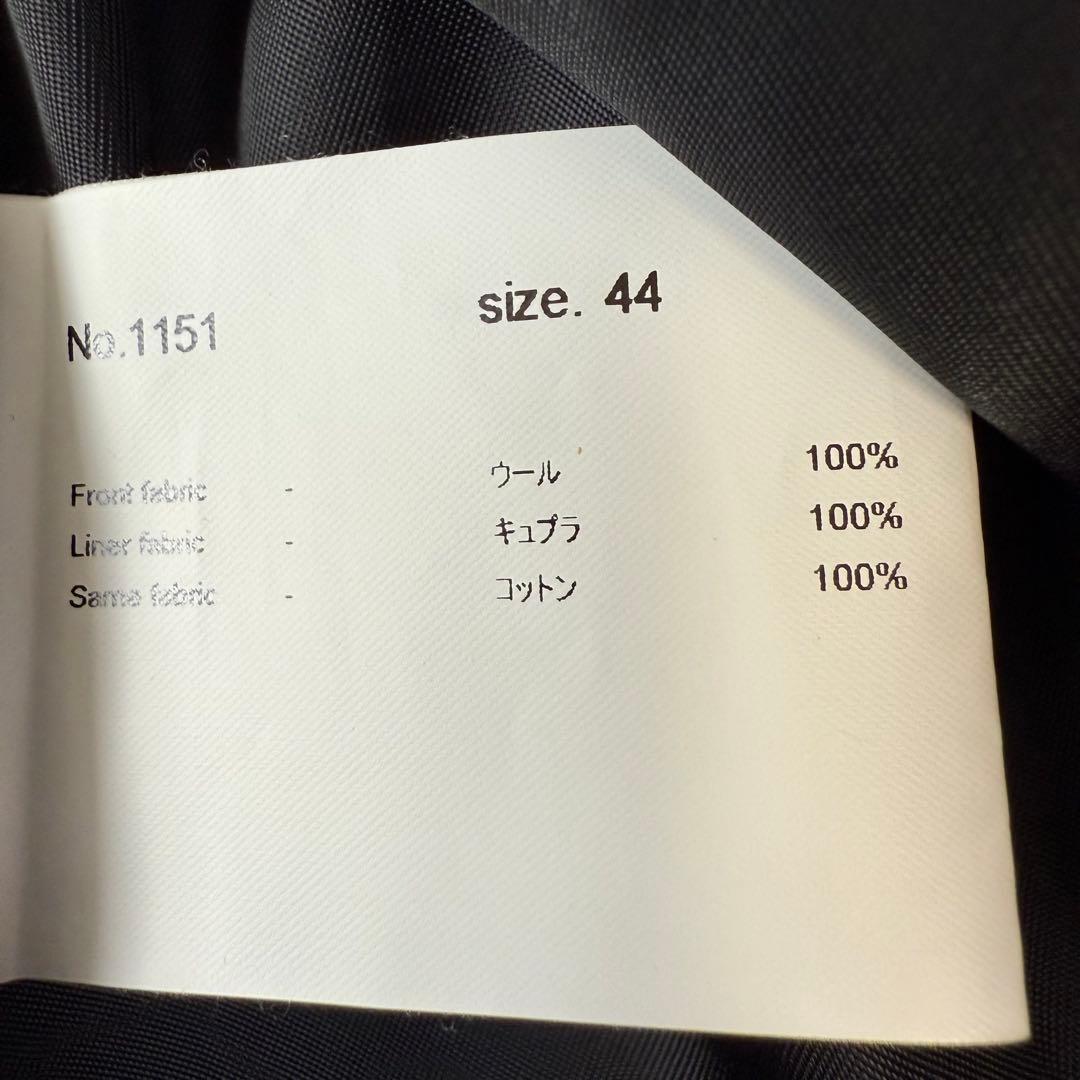 No.1151 size. 44
Front fabric - ウール 100%
Liner fabric - キュプラ 100%
Same fabric - コットン 100%